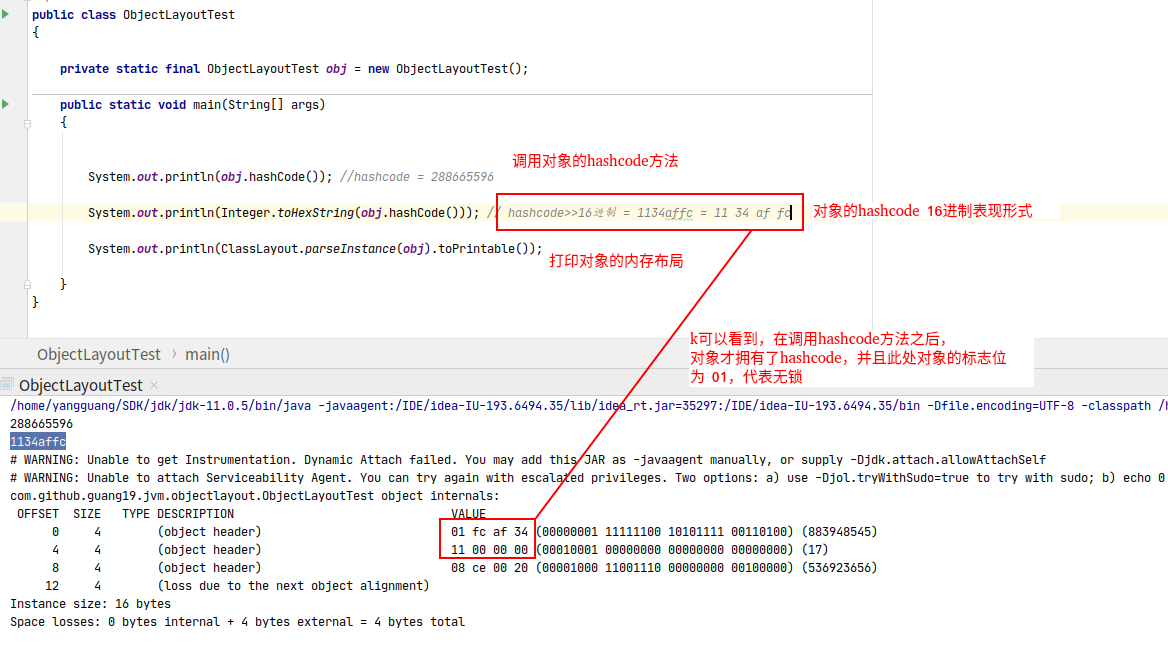 public class ObjectLayoutTest
{
private static final ObjectLayoutTest obj = new ObjectLayoutTest();
public static void main(String[] args)
{
调用对象的hashcode方法
System.out.println(obj.hashCode()); //hashcode = 288665596
System.out.println(Integer.toHexString(obj.hashCode())); // hashcode>>16进制 = 1134affc = 11 34 af fc 对象的hashcode 16进制表现形式
System.out.println(ClassLayout.parseInstance(obj).toPrintable());
打印对象的内存布局
}
}
k可以看到，在调用hashcode方法之后，
对象才拥有了hashcode，并且此处对象的标志位
为 01，代表无锁
ObjectLayoutTest › main()
ObjectLayoutTest ×
/home/yangguang/SDK/jdk/jdk-11.0.5/bin/java -javaagent:/IDE/idea-IU-193.6494.35/lib/idea_rt.jar=35297:/IDE/idea-IU-193.6494.35/bin -Dfile.encoding=UTF-8 -classpath /h
288665596
1134affc
# WARNING: Unable to get Instrumentation. Dynamic Attach failed. You may add this JAR as -javaagent manually, or supply -Djdk.attach.allowAttachSelf
# WARNING: Unable to attach Serviceability Agent. You can try again with escalated privileges. Two options: a) use -Djol.tryWithSudo=true to try with sudo; b) echo 0
com.github.guang19.jvm.objectlayout.ObjectLayoutTest object internals:
OFFSET SIZE TYPE DESCRIPTION VALUE
0 4 (object header) 01 fc af 34 (00000001 11111100 10101111 00110100) (883948545)
4 4 (object header) 11 00 00 00 (00010001 00000000 00000000 00000000) (17)
8 4 (object header) 08 ce 00 20 (00001000 11001110 00000000 00100000) (536923656)
12 4 (loss due to the next object alignment)
Instance size: 16 bytes
Space losses: 0 bytes internal + 4 bytes external = 4 bytes total